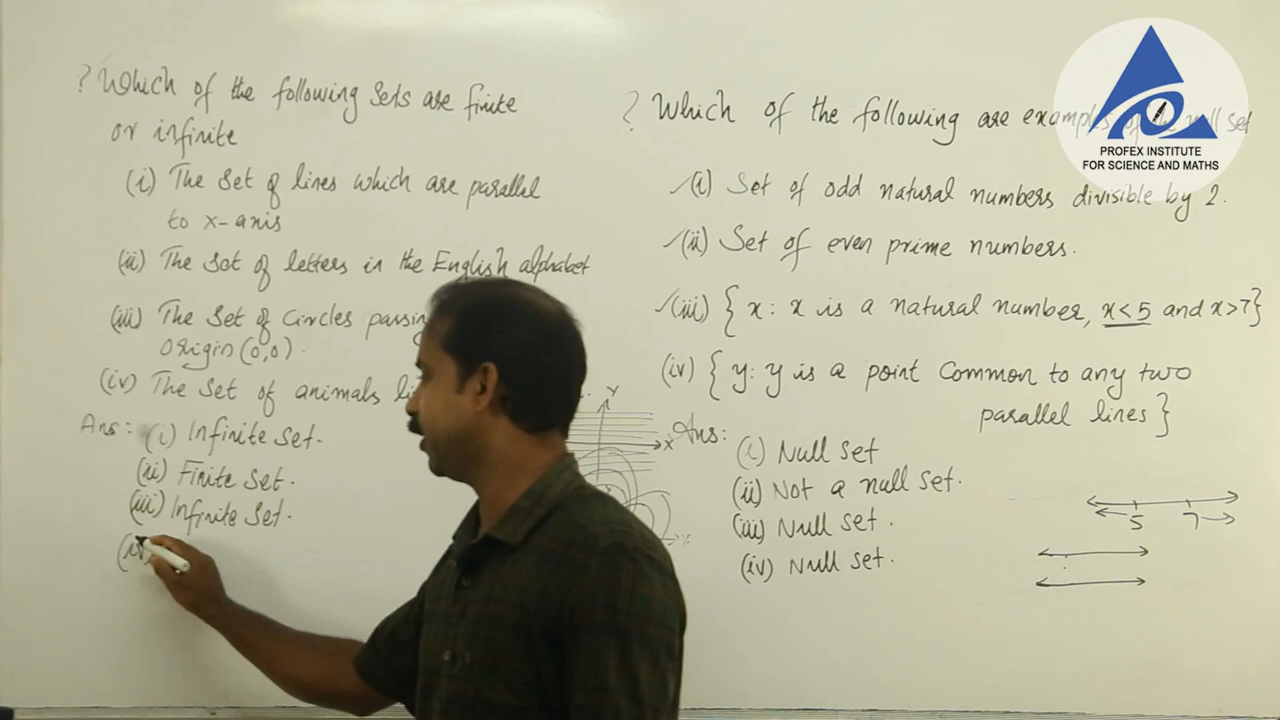 ? Which of the following sets are finite
or infinite
(i) The set of lines which are parallel
to x-axis
(ii) The set of letters in the English alphabet
(iii) The set of circles passing
origin (0,0).
(iv) The set of animals
Ans: (i) Infinite set.
(ii) Finite set.
(iii) Infinite set.
(iv)
Y
X
? Which of the following are examples of the null set
(i) Set of odd natural numbers divisible by 2.
(ii) Set of even prime numbers.
(iii) { x: x is a natural number, x<5 and x>7}
(iv) { y: y is a point common to any two
parallel lines }
Ans: (i) Null set
(ii) Not a null set.
(iii) Null set.
(iv) Null set.
5 7
PROFEX INSTITUTE
FOR SCIENCE AND MATHS